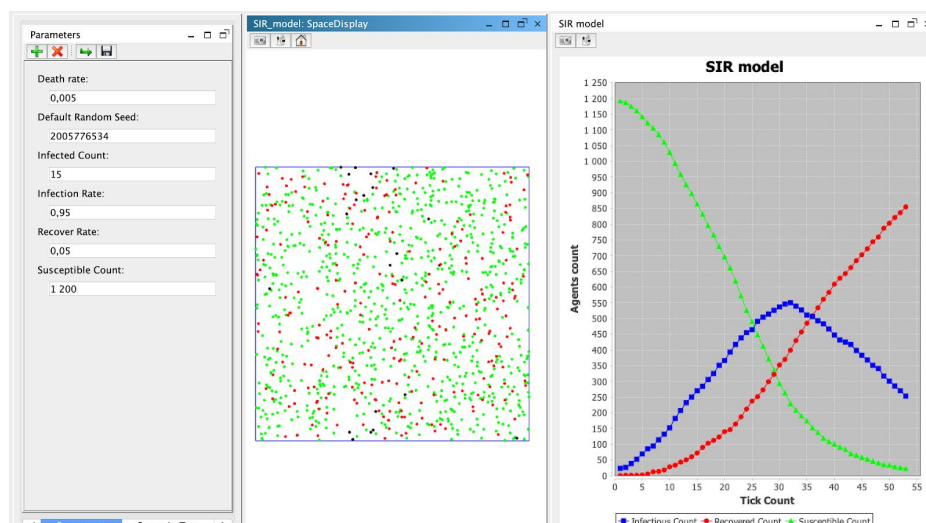 Parameters
Death rate:
0,005
Default Random Seed:
2005776534
Infected Count:
15
Infection Rate:
0,95
Recover Rate:
0,05
Susceptible Count:
1 200
SIR_model: SpaceDisplay
SIR model
SIR model
Agents count
1 250
1 200
1 150
1 100
1 050
1 000
950
900
850
800
750
700
650
600
550
500
450
400
350
300
250
200
150
100
50
0
0 5 10 15 20 25 30 35 40 45 50 55
Tick Count
Infectious Count Recovered Count Susceptible Count